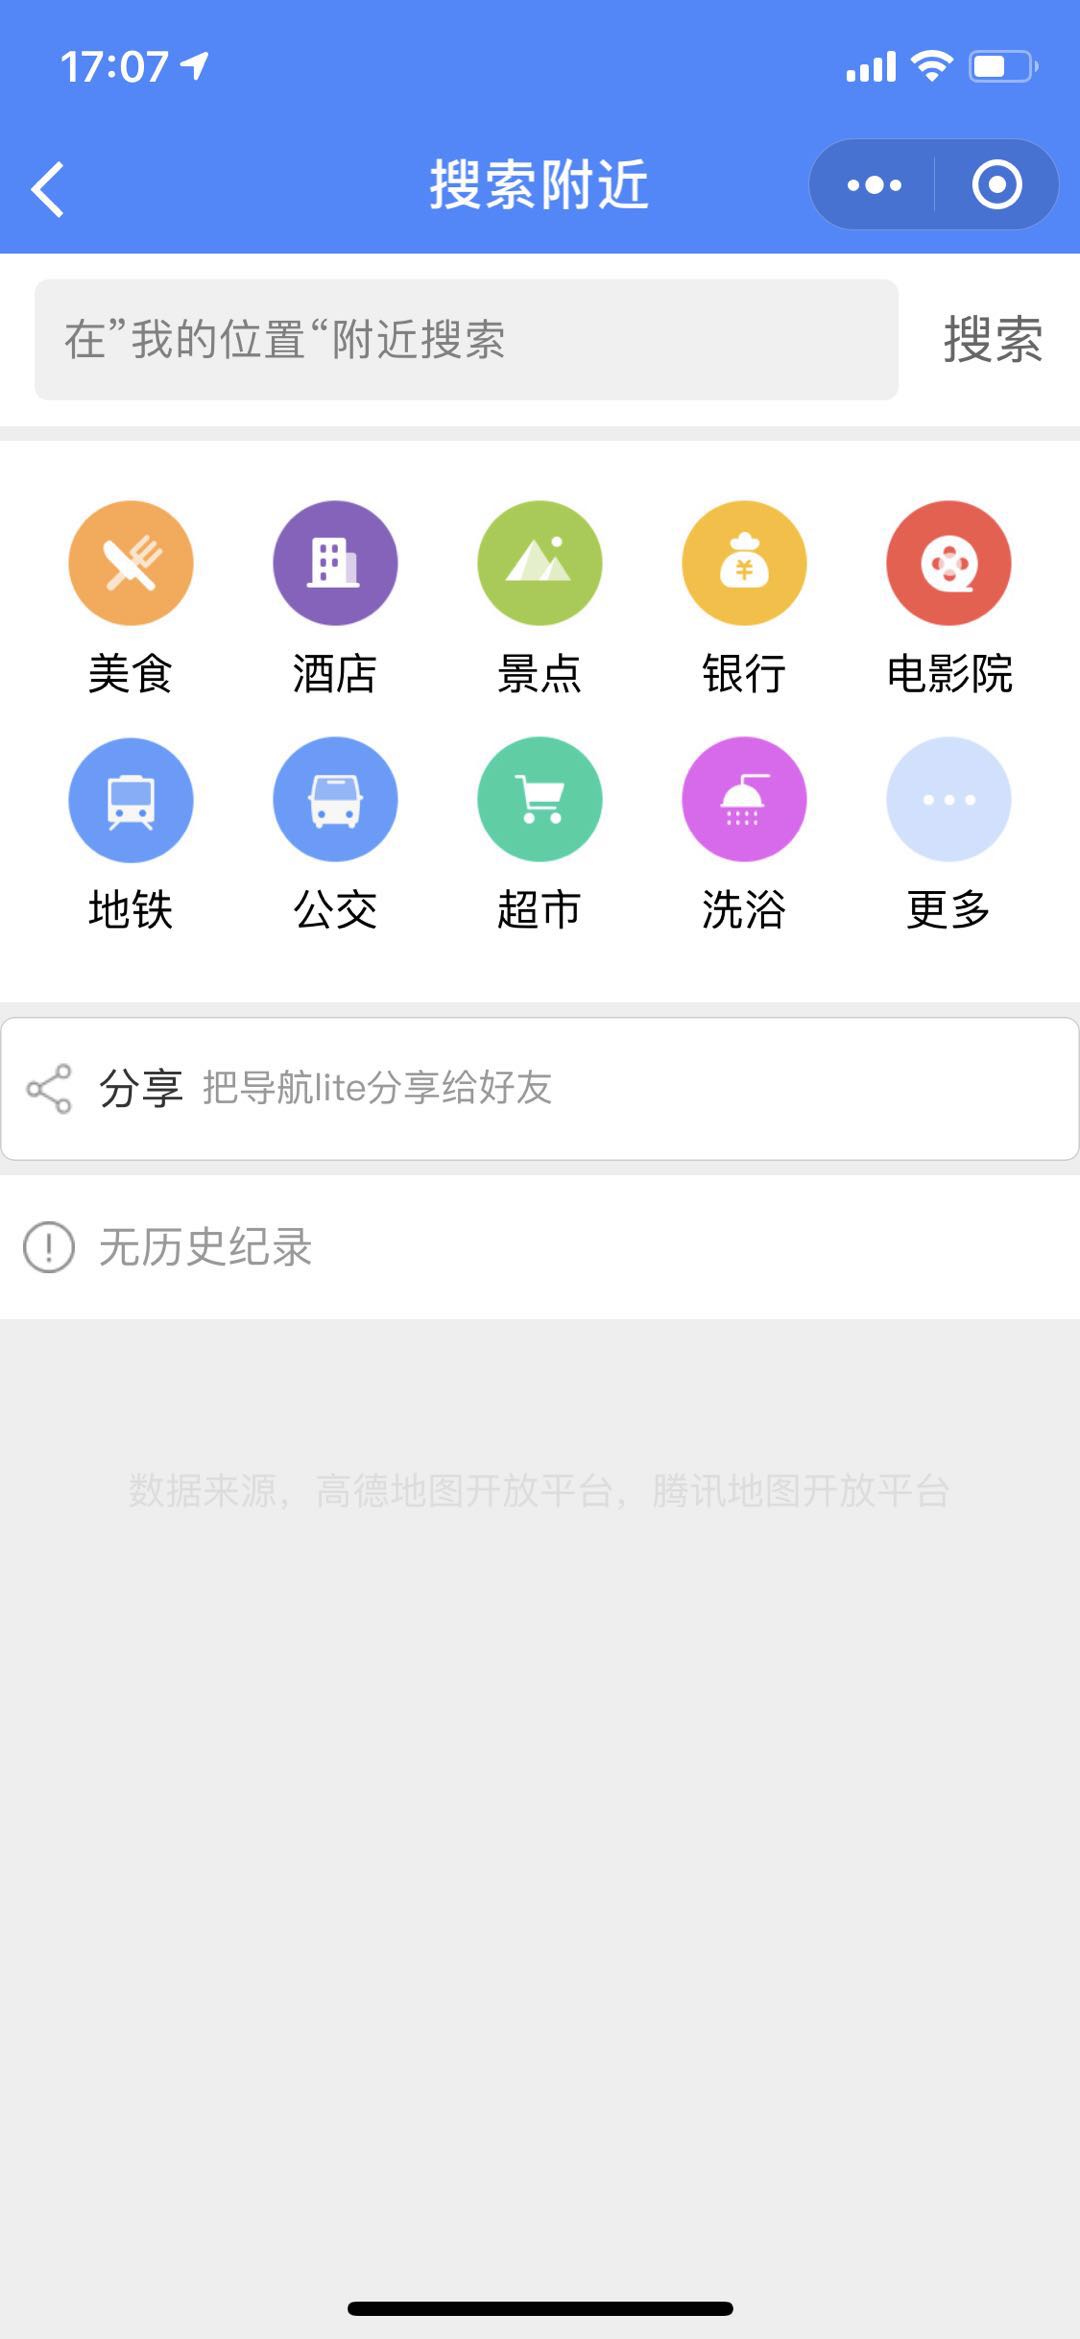 17:07
搜索附近
在”我的位置“附近搜索 搜索
美食 酒店 景点 银行 电影院
地铁 公交 超市 洗浴 更多
分享 把导航lite分享给好友
无历史纪录
数据来源，高德地图开放平台，腾讯地图开放平台